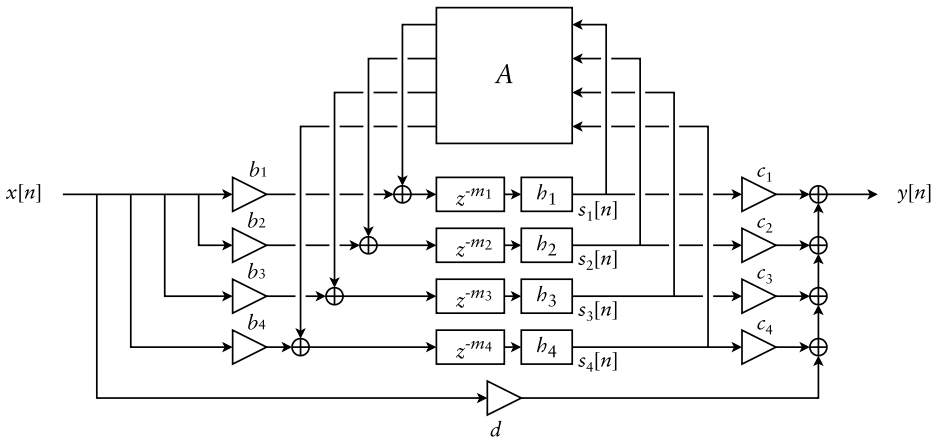 A
x[n] b1 z^-m1 h1 s1[n] c1 y[n]
b2 z^-m2 h2 s2[n] c2
b3 z^-m3 h3 s3[n] c3
b4 z^-m4 h4 s4[n] c4
d